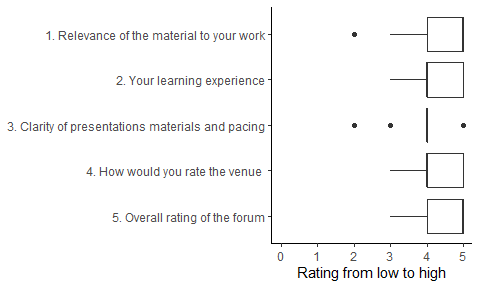 1. Relevance of the material to your work
2. Your learning experience
3. Clarity of presentations materials and pacing
4. How would you rate the venue
5. Overall rating of the forum
0 1 2 3 4 5
Rating from low to high